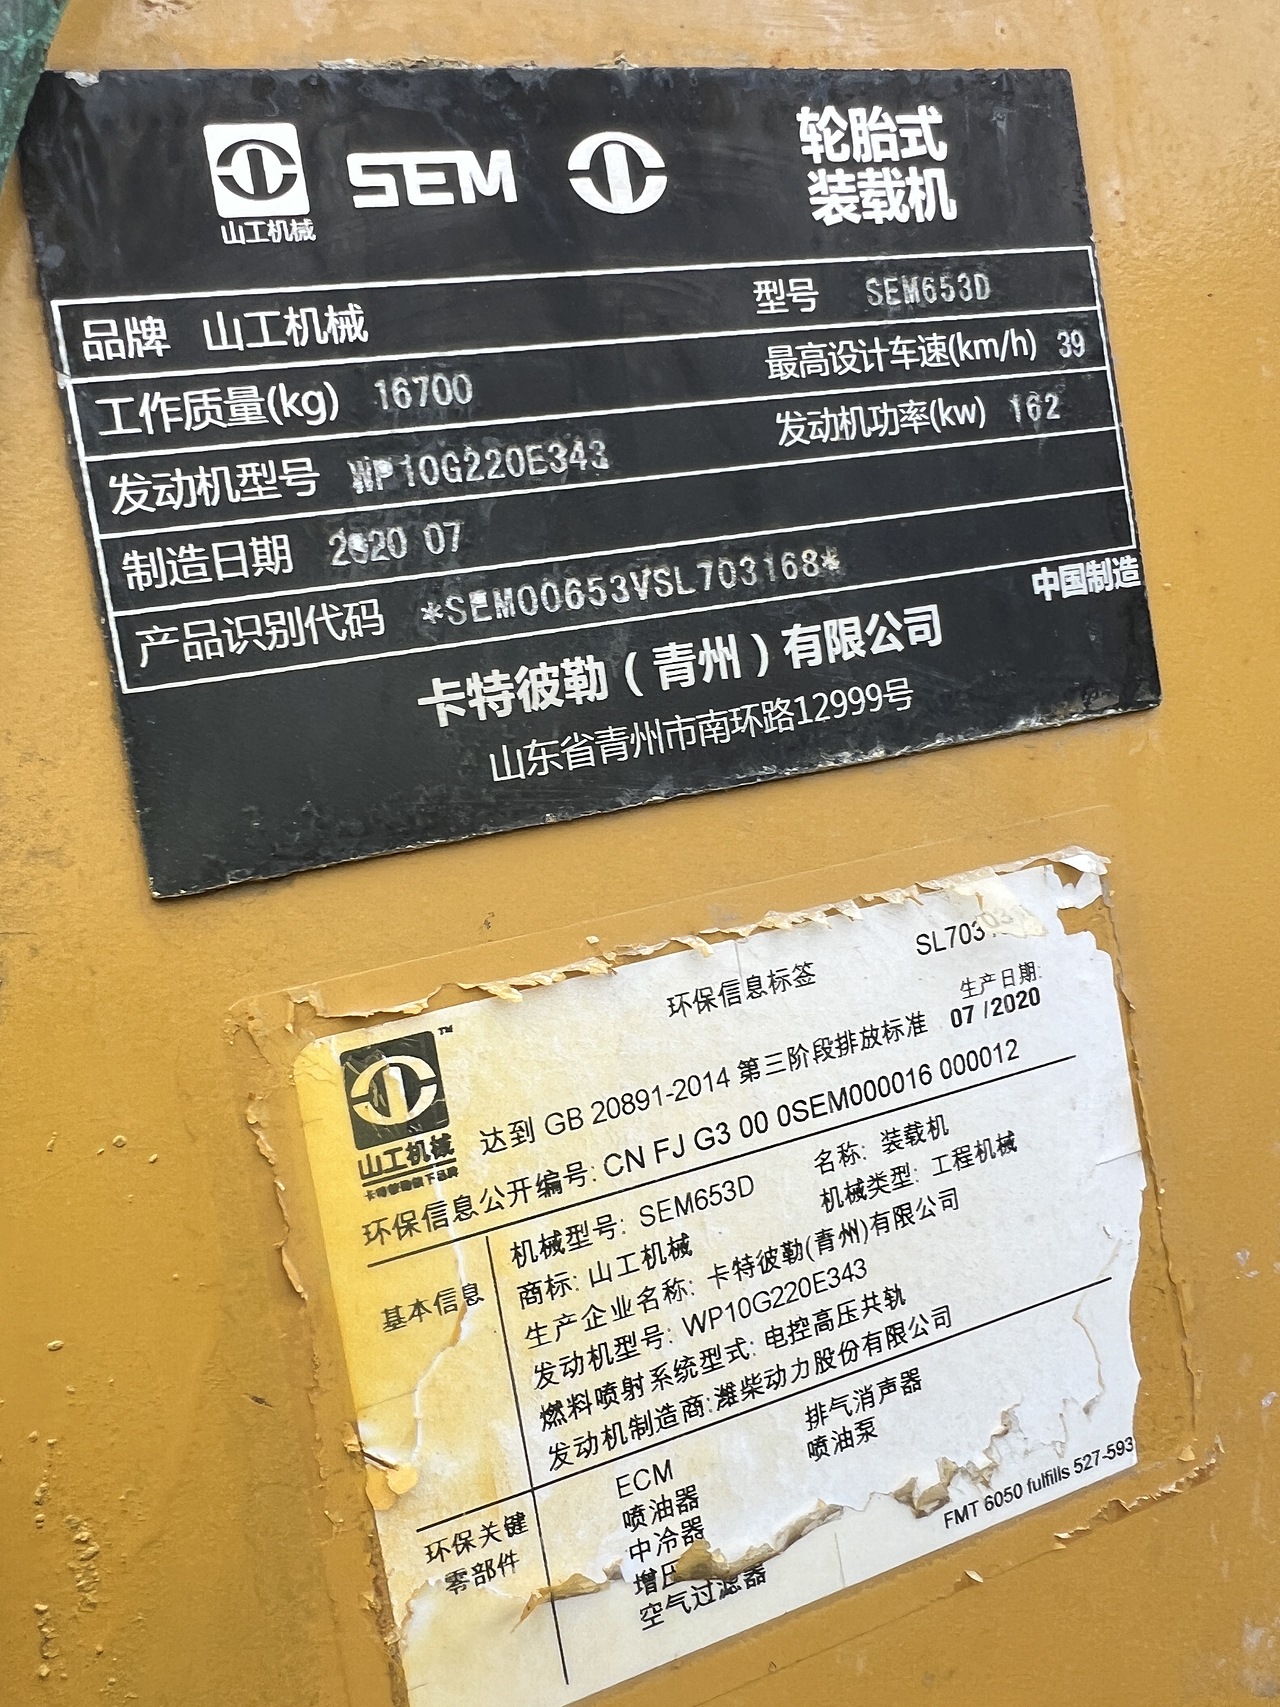 山工机械
SEM
轮胎式
装载机
品牌 山工机械 型号 SEM653D
工作质量(kg) 16700 最高设计车速(km/h) 39
发动机型号 WP10G220E343 发动机功率(kw) 162
制造日期 2020 07
产品识别代码 *SEM00653VSL703168*
中国制造
卡特彼勒（青州）有限公司
山东省青州市南环路12999号
环保信息标签
SL703
生产日期:
07 /2020
TM
山工机械
达到 GB 20891-2014 第三阶段排放标准
环保信息公开编号: CN FJ G3 00 0SEM000016 000012
基本信息
机械型号: SEM653D 名称: 装载机
商标: 山工机械 机械类型: 工程机械
生产企业名称: 卡特彼勒(青州)有限公司
发动机型号: WP10G220E343
燃料喷射系统型式: 电控高压共轨
发动机制造商:潍柴动力股份有限公司
环保关键
零部件
ECM 排气消声器
喷油器 喷油泵
中冷器
增压
空气过滤器
FMT 6050 fulfills 527-593